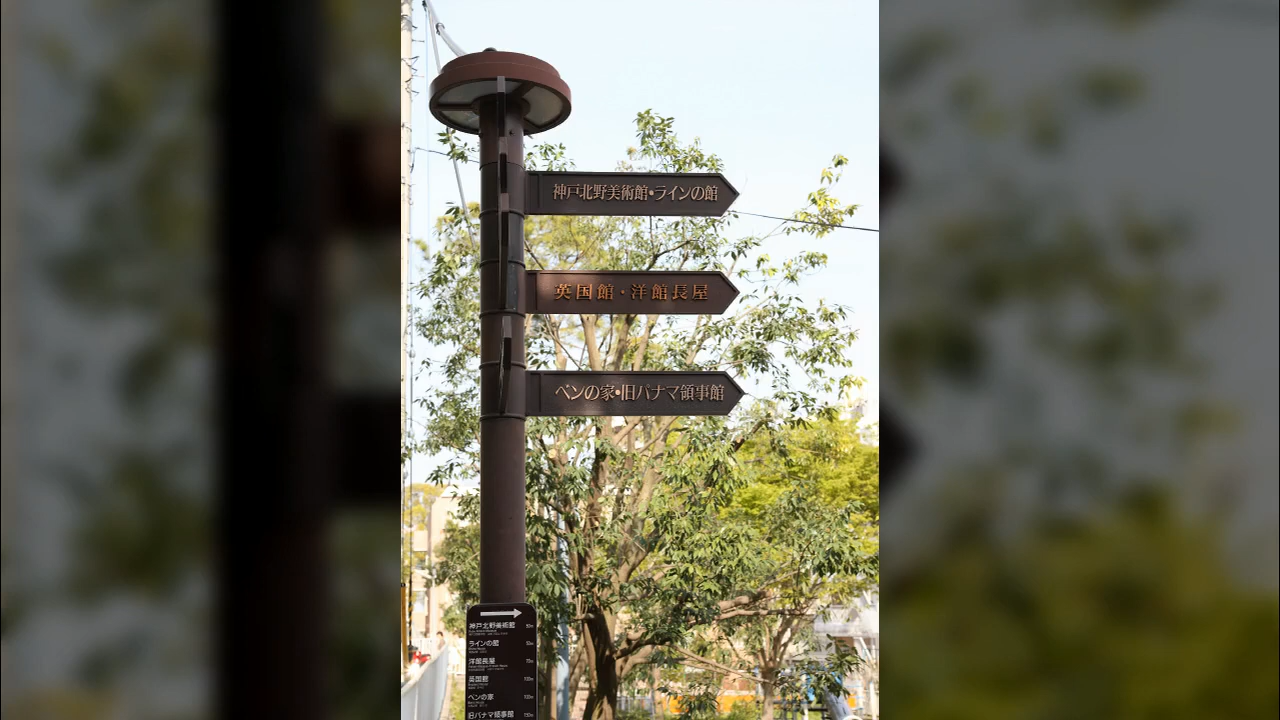 神戸北野美術館•ラインの館
英国館・洋館長屋
ベンの家•旧パナマ領事館
神戸北野美術館
ラインの館
洋館長屋
英国館
ベンの家
旧パナマ領事館